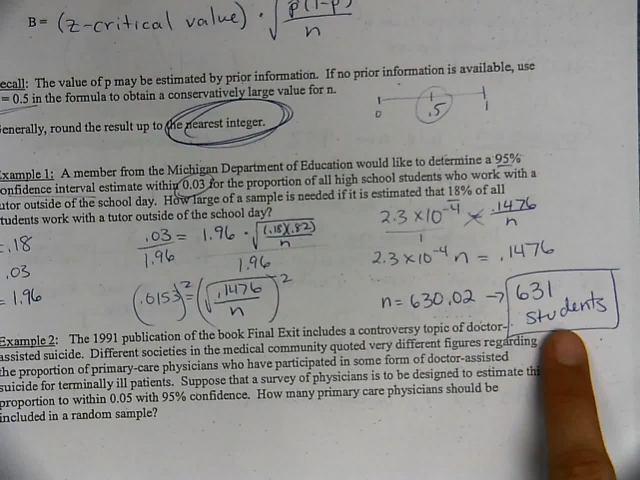 B = (z-critical value) · √ p(1-p) / n
ecall: The value of p may be estimated by prior information. If no prior information is available, use
= 0.5 in the formula to obtain a conservatively large value for n.
0 .5 1
enerally, round the result up to the nearest integer.
Example 1: A member from the Michigan Department of Education would like to determine a 95%
onfidence interval estimate within 0.03 for the proportion of all high school students who work with a
utor outside of the school day. How large of a sample is needed if it is estimated that 18% of all
tudents work with a tutor outside of the school day?
= .18
.03
= 1.96
.03 / 1.96 = 1.96 · √ (.18)(.82) / n / 1.96
(.0153)² = (√ .1476 / n)²
2.3 x 10⁻⁴ / 1 = .1476 / n
2.3 x 10⁻⁴ n = .1476
n = 630.02 → 631 students
Example 2: The 1991 publication of the book Final Exit includes a controversy topic of doctor-
assisted suicide. Different societies in the medical community quoted very different figures regarding
the proportion of primary-care physicians who have participated in some form of doctor-assisted
suicide for terminally ill patients. Suppose that a survey of physicians is to be designed to estimate thi
proportion to within 0.05 with 95% confidence. How many primary care physicians should be
included in a random sample?